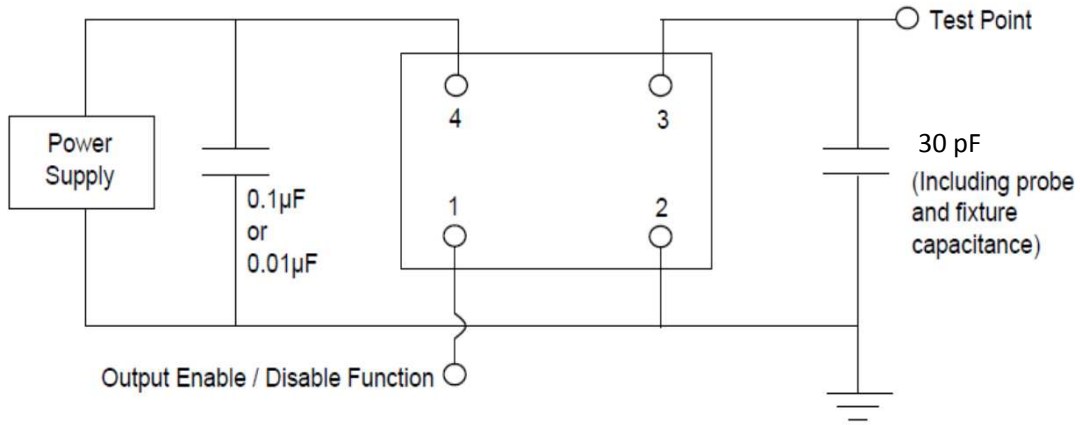 Test Point
Power
Supply
4
3
0.1µF
or
0.01µF
1
2
30 pF
(Including probe
and fixture
capacitance)
Output Enable / Disable Function